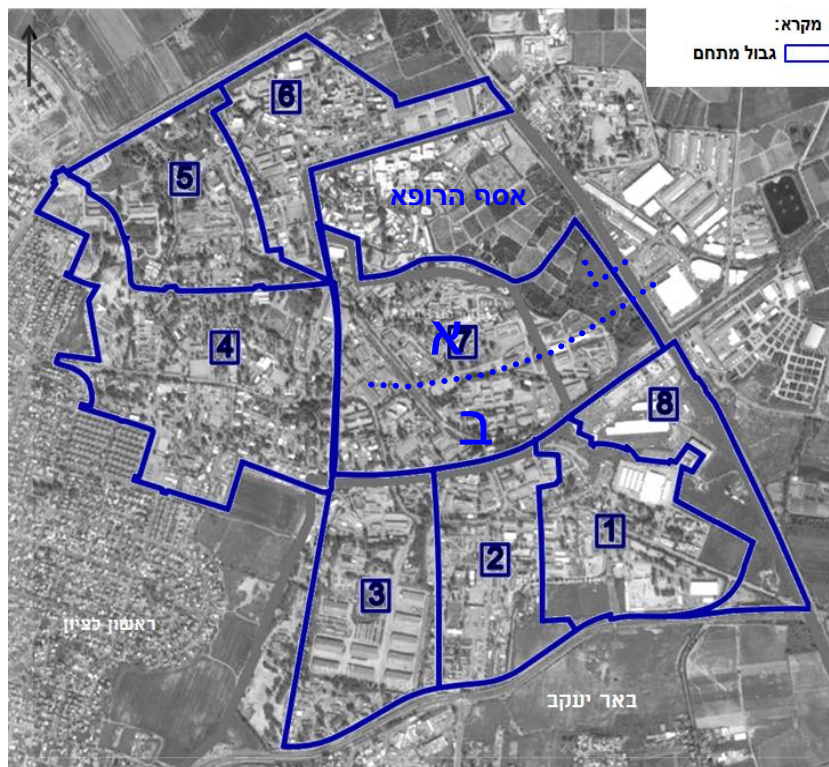 מקרא:
גבול מתחם
6
5
אסף הרופא
7
א
4
8
ב
1
2
3
ראשון לציון
באר יעקב